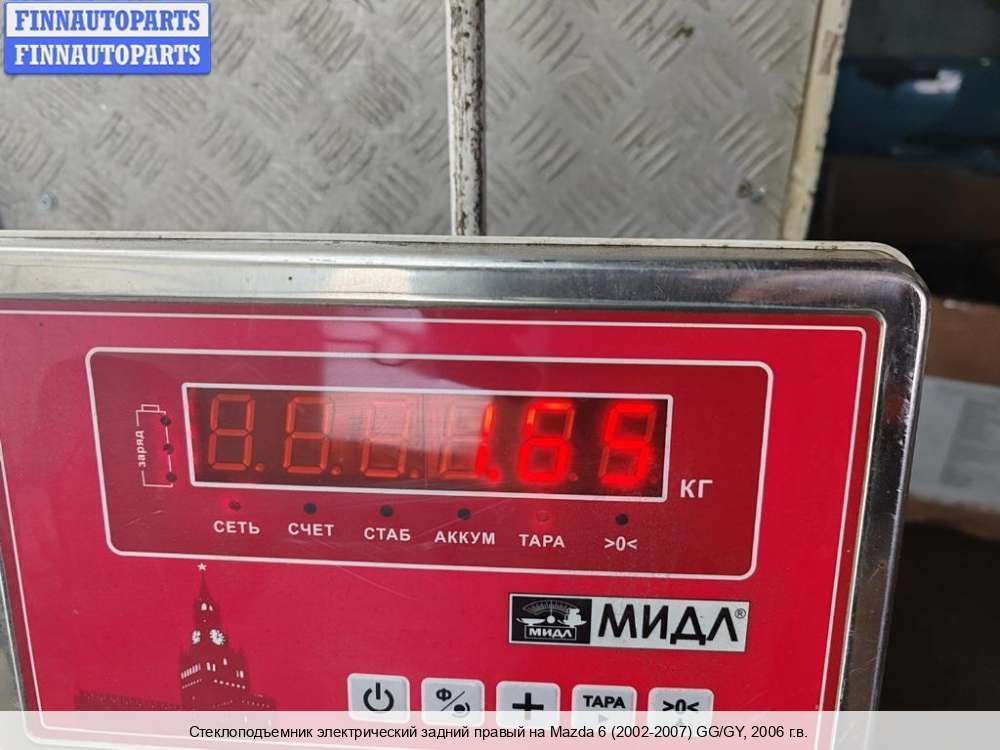 FINNAUTOPARTS
FINNAUTOPARTS
заряд
1.85
КГ
СЕТЬ СЧЕТ СТАБ АККУМ ТАРА >0<
МИДЛ МИДЛ®
Ф
+
ТАРА
>0<
Стеклоподъемник электрический задний правый на Mazda 6 (2002-2007) GG/GY, 2006 г.в.